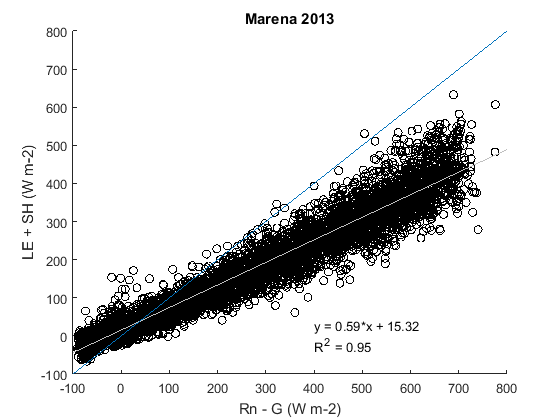 Marena 2013
800
700
600
500
400
300
200
100
0
-100
LE + SH (W m-2)
y = 0.59*x + 15.32
R² = 0.95
-100 0 100 200 300 400 500 600 700 800
Rn - G (W m-2)